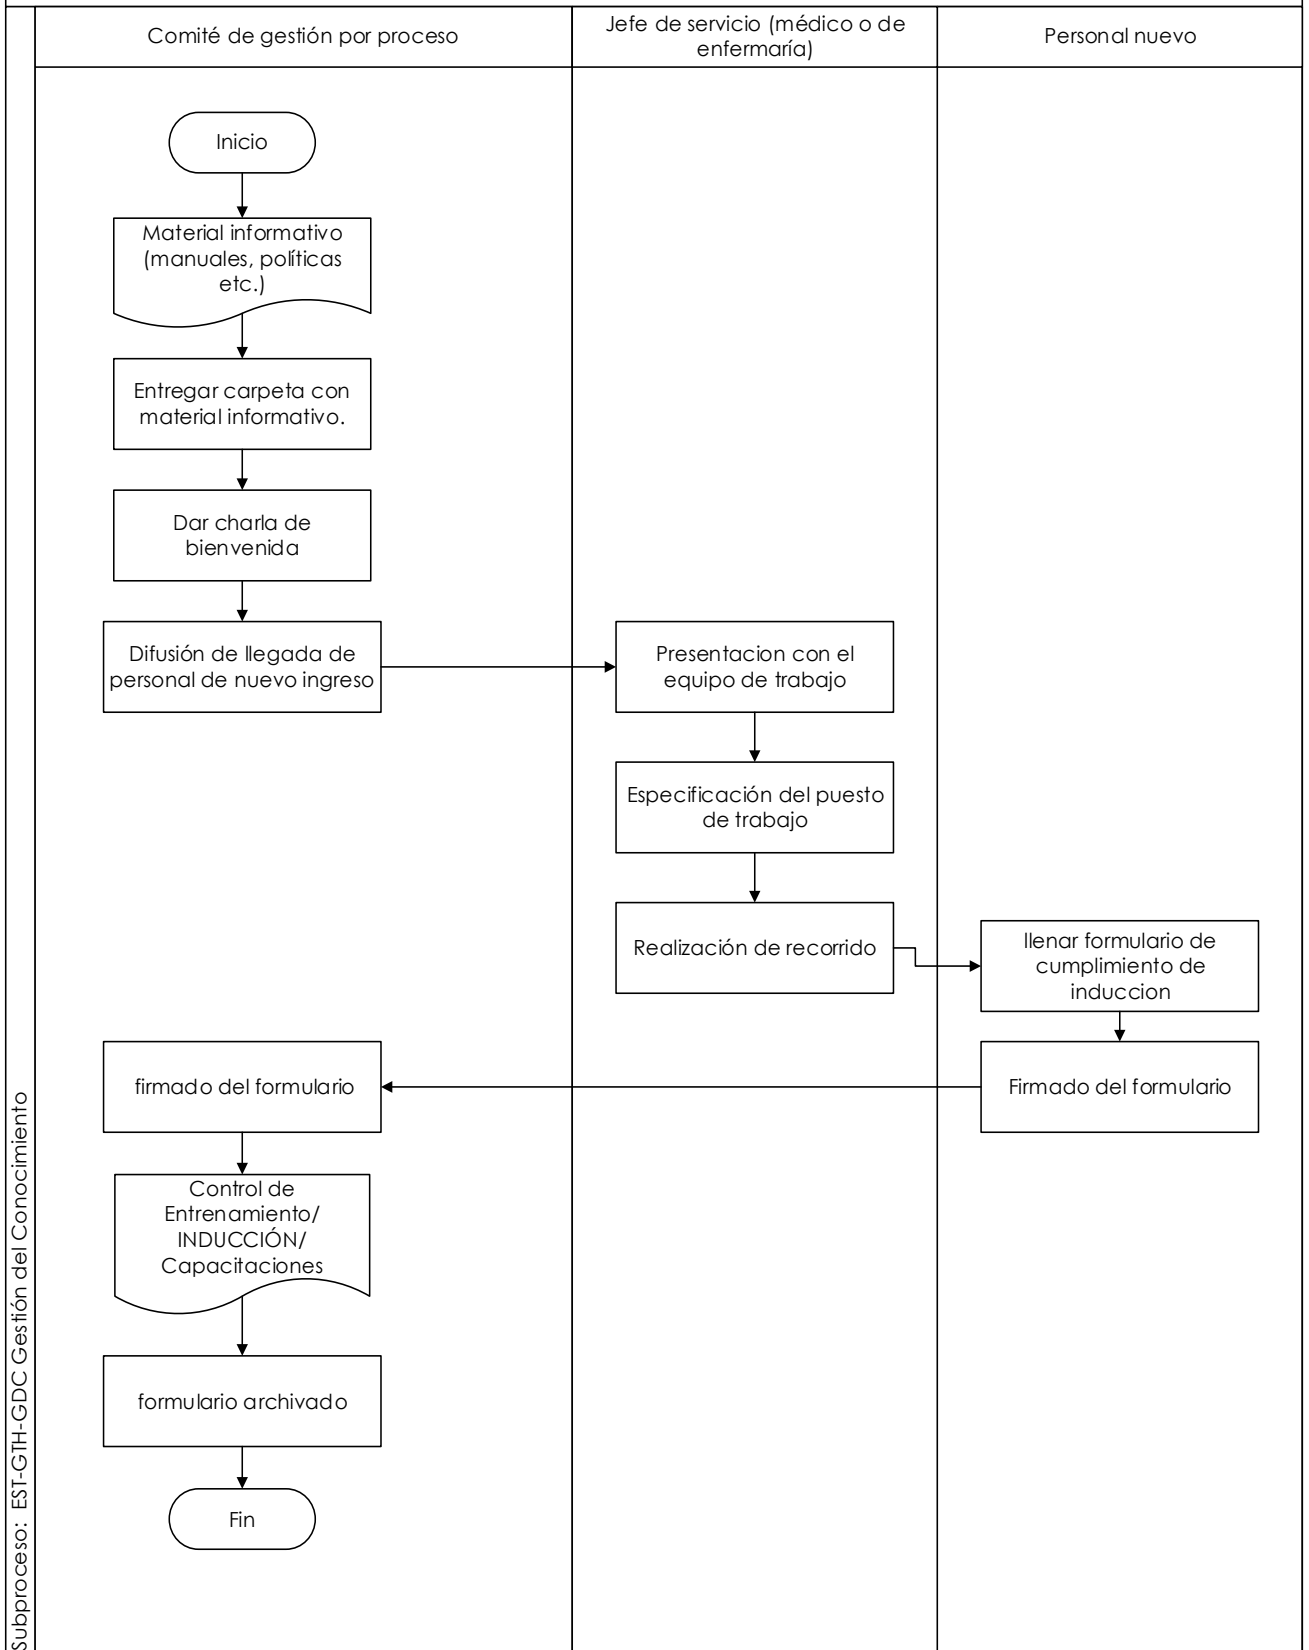 Comité de gestión por proceso
Jefe de servicio (médico o de
enfermaría)
Personal nuevo
Inicio
Material informativo
(manuales, políticas
etc.)
Entregar carpeta con
material informativo.
Dar charla de
bienvenida
Difusión de llegada de
personal de nuevo ingreso
Presentacion con el
equipo de trabajo
Especificación del puesto
de trabajo
Realización de recorrido
llenar formulario de
cumplimiento de
induccion
Firmado del formulario
firmado del formulario
Control de
Entrenamiento/
INDUCCIÓN/
Capacitaciones
formulario archivado
Fin
Subproceso: EST-GTH-GDC Gestión del Conocimiento